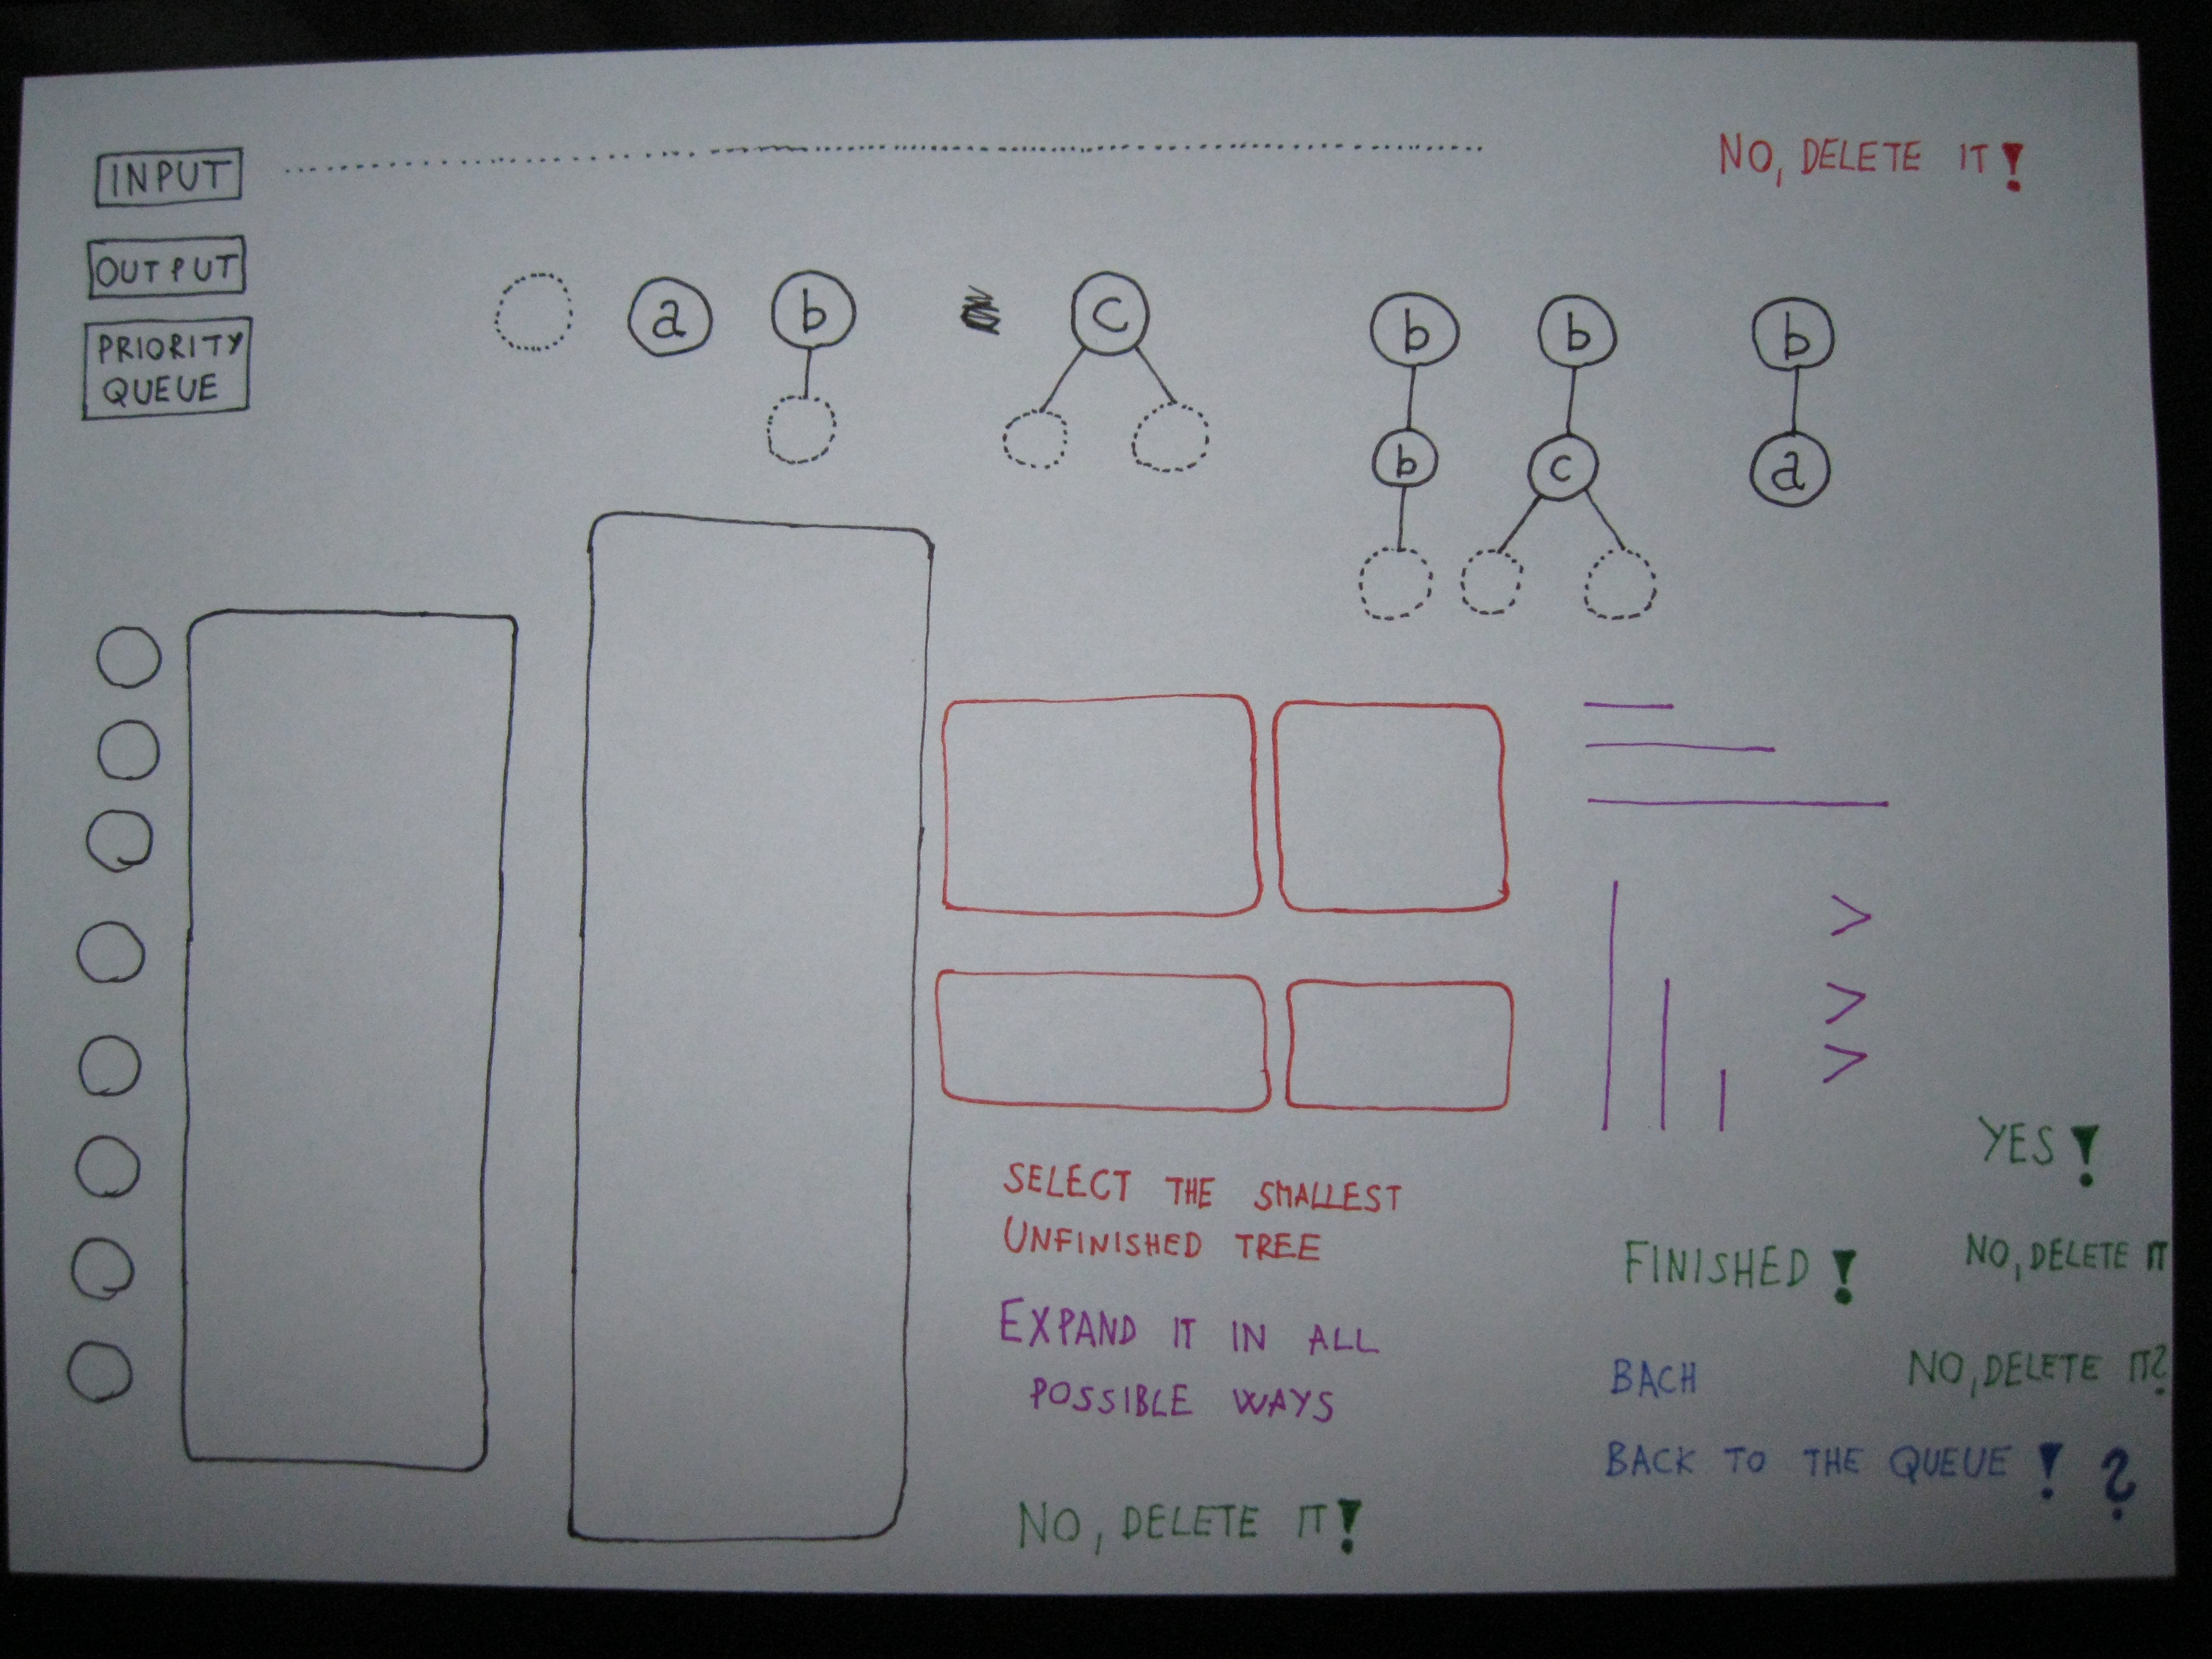 INPUT
NO, DELETE IT!
OUTPUT
PRIORITY
QUEUE
a
b
c
b
b
b
b
c
a
SELECT THE SMALLEST
UNFINISHED TREE
EXPAND IT IN ALL
POSSIBLE WAYS
NO, DELETE IT!
YES!
FINISHED!
NO, DELETE IT
BACH
NO, DELETE IT?
BACK TO THE QUEUE! ?